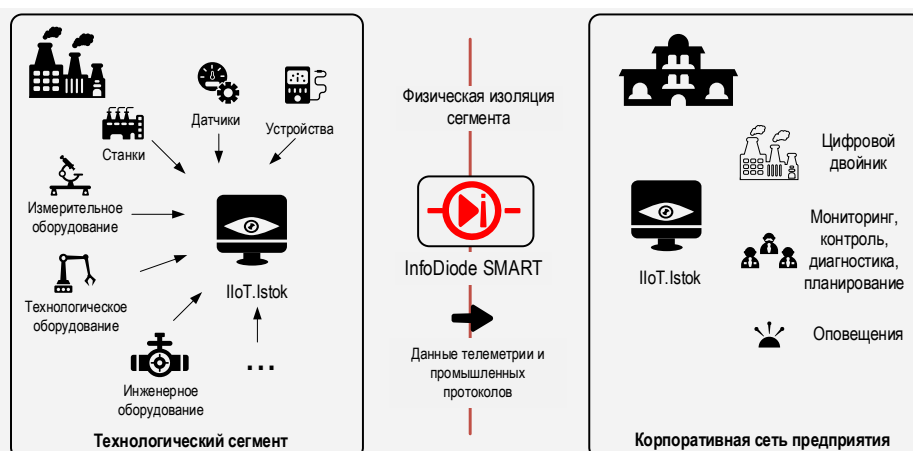 Датчики
Устройства
Станки
Измерительное
оборудование
IIoT.Istok
Технологическое
оборудование
...
Инженерное
оборудование
Технологический сегмент
Физическая изоляция
сегмента
Di
InfoDiode SMART
Данные телеметрии и
промышленных
протоколов
Цифровой
двойник
IIoT.Istok
Мониторинг,
контроль,
диагностика,
планирование
Оповещения
Корпоративная сеть предприятия